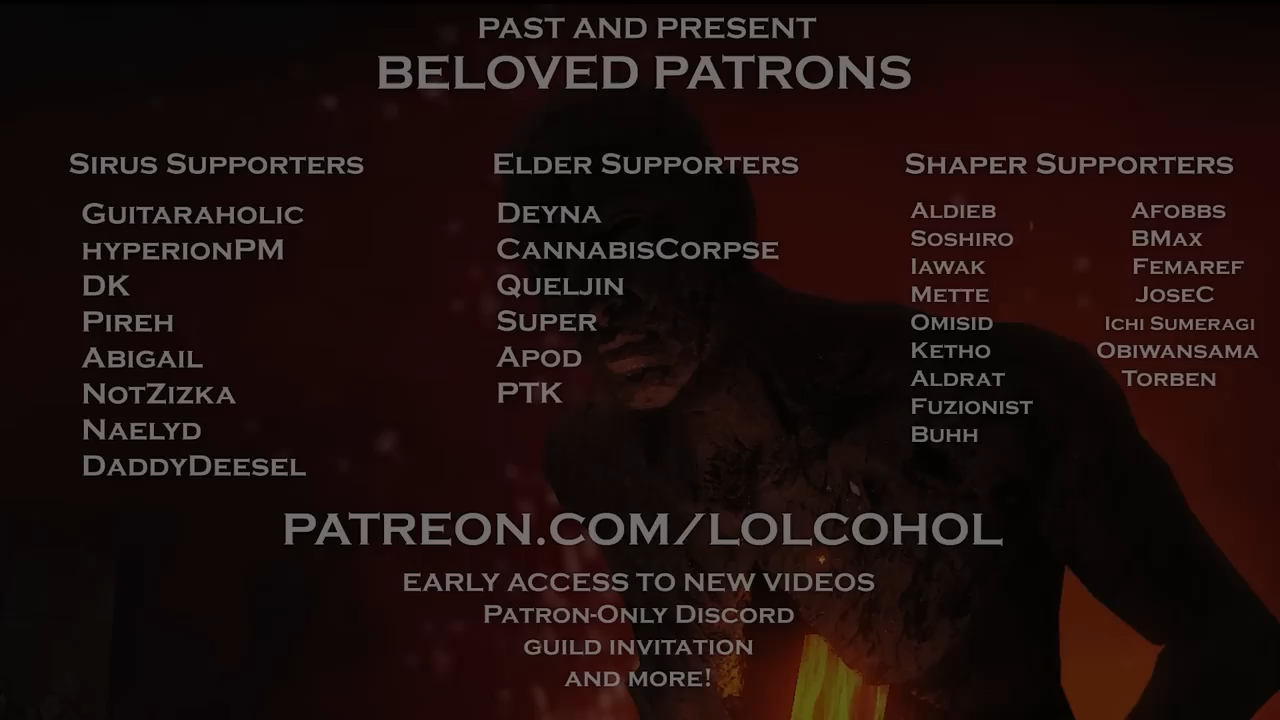 PAST AND PRESENT
BELOVED PATRONS
SIRUS SUPPORTERS
GUITARAHOLIC
HYPERIONPM
DK
PIREH
ABIGAIL
NOTZIZKA
NAELYD
DADDYDEESEL
ELDER SUPPORTERS
DEYNA
CANNABISCORPSE
QUELJIN
SUPER
APOD
PTK
SHAPER SUPPORTERS
ALDIEB
SOSHIRO
IAWAK
METTE
OMISID
KETHO
ALDRAT
FUZIONIST
BUHH
AFOBBS
BMAX
FEMAREF
JOSEC
ICHI SUMERAGI
OBIWANSAMA
TORBEN
PATREON.COM/LOLCOHOL
EARLY ACCESS TO NEW VIDEOS
PATRON-ONLY DISCORD
GUILD INVITATION
AND MORE!